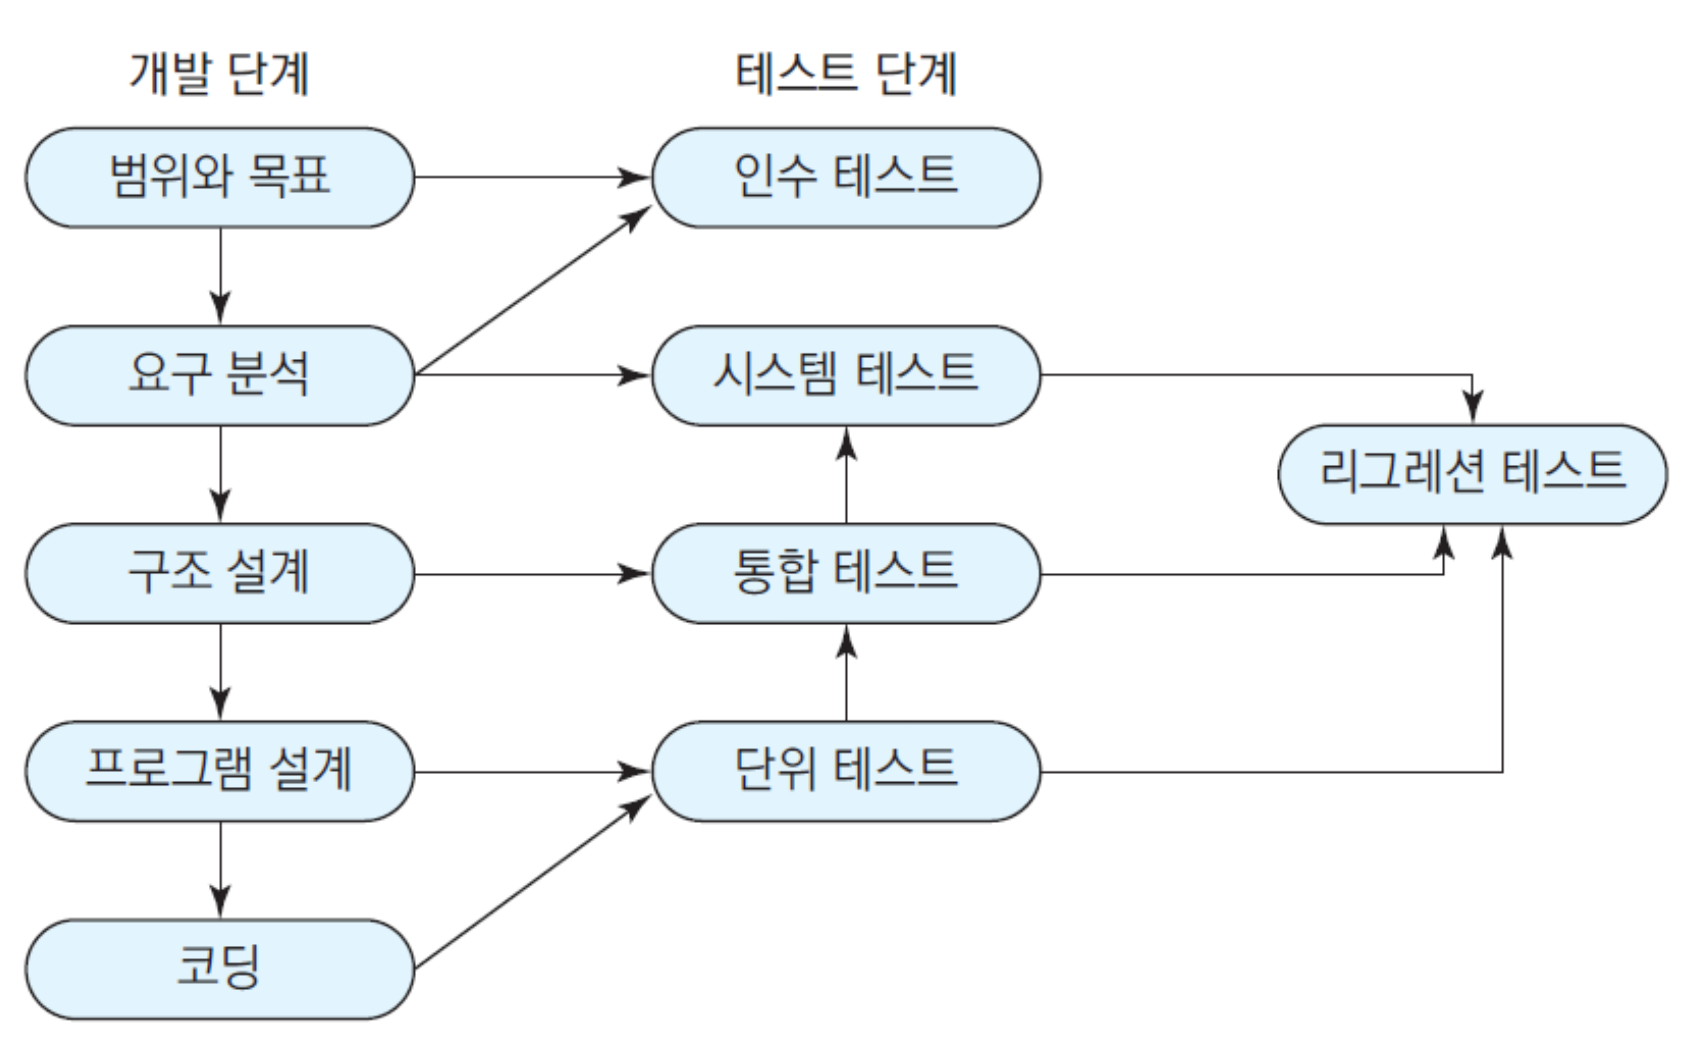 개발 단계
테스트 단계
범위와 목표
인수 테스트
요구 분석
시스템 테스트
리그레션 테스트
구조 설계
통합 테스트
프로그램 설계
단위 테스트
코딩